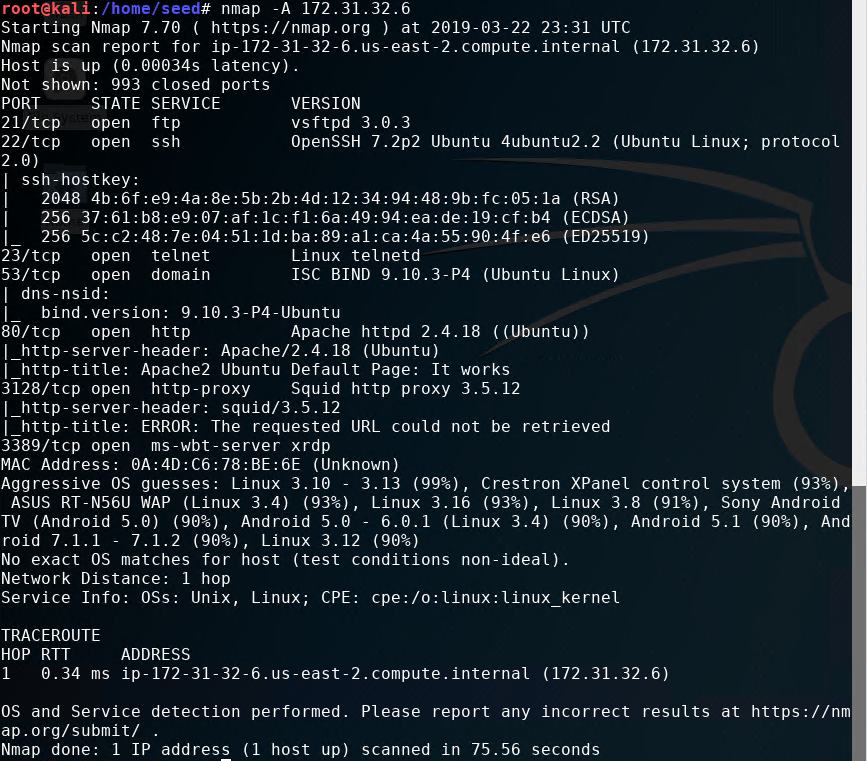 root@kali:/home/seed# nmap -A 172.31.32.6
Starting Nmap 7.70 ( https://nmap.org ) at 2019-03-22 23:31 UTC
Nmap scan report for ip-172-31-32-6.us-east-2.compute.internal (172.31.32.6)
Host is up (0.00034s latency).
Not shown: 993 closed ports
PORT     STATE SERVICE       VERSION
21/tcp   open  ftp           vsftpd 3.0.3
22/tcp   open  ssh           OpenSSH 7.2p2 Ubuntu 4ubuntu2.2 (Ubuntu Linux; protocol
2.0)
| ssh-hostkey:
|   2048 4b:6f:e9:4a:8e:5b:2b:4d:12:34:94:48:9b:fc:05:1a (RSA)
|   256 37:61:b8:e9:07:af:1c:f1:6a:49:94:ea:de:19:cf:b4 (ECDSA)
|_  256 5c:c2:48:7e:04:51:1d:ba:89:a1:ca:4a:55:90:4f:e6 (ED25519)
23/tcp   open  telnet        Linux telnetd
53/tcp   open  domain        ISC BIND 9.10.3-P4 (Ubuntu Linux)
| dns-nsid:
|_  bind.version: 9.10.3-P4-Ubuntu
80/tcp   open  http          Apache httpd 2.4.18 ((Ubuntu))
|_http-server-header: Apache/2.4.18 (Ubuntu)
|_http-title: Apache2 Ubuntu Default Page: It works
3128/tcp open  http-proxy    Squid http proxy 3.5.12
|_http-server-header: squid/3.5.12
|_http-title: ERROR: The requested URL could not be retrieved
3389/tcp open  ms-wbt-server xrdp
MAC Address: 0A:4D:C6:78:BE:6E (Unknown)
Aggressive OS guesses: Linux 3.10 - 3.13 (99%), Crestron XPanel control system (93%),
 ASUS RT-N56U WAP (Linux 3.4) (93%), Linux 3.16 (93%), Linux 3.8 (91%), Sony Android
TV (Android 5.0) (90%), Android 5.0 - 6.0.1 (Linux 3.4) (90%), Android 5.1 (90%), And
roid 7.1.1 - 7.1.2 (90%), Linux 3.12 (90%)
No exact OS matches for host (test conditions non-ideal).
Network Distance: 1 hop
Service Info: OSs: Unix, Linux; CPE: cpe:/o:linux:linux_kernel

TRACEROUTE
HOP RTT     ADDRESS
1   0.34 ms ip-172-31-32-6.us-east-2.compute.internal (172.31.32.6)

OS and Service detection performed. Please report any incorrect results at https://nm
ap.org/submit/ .
Nmap done: 1 IP address (1 host up) scanned in 75.56 seconds